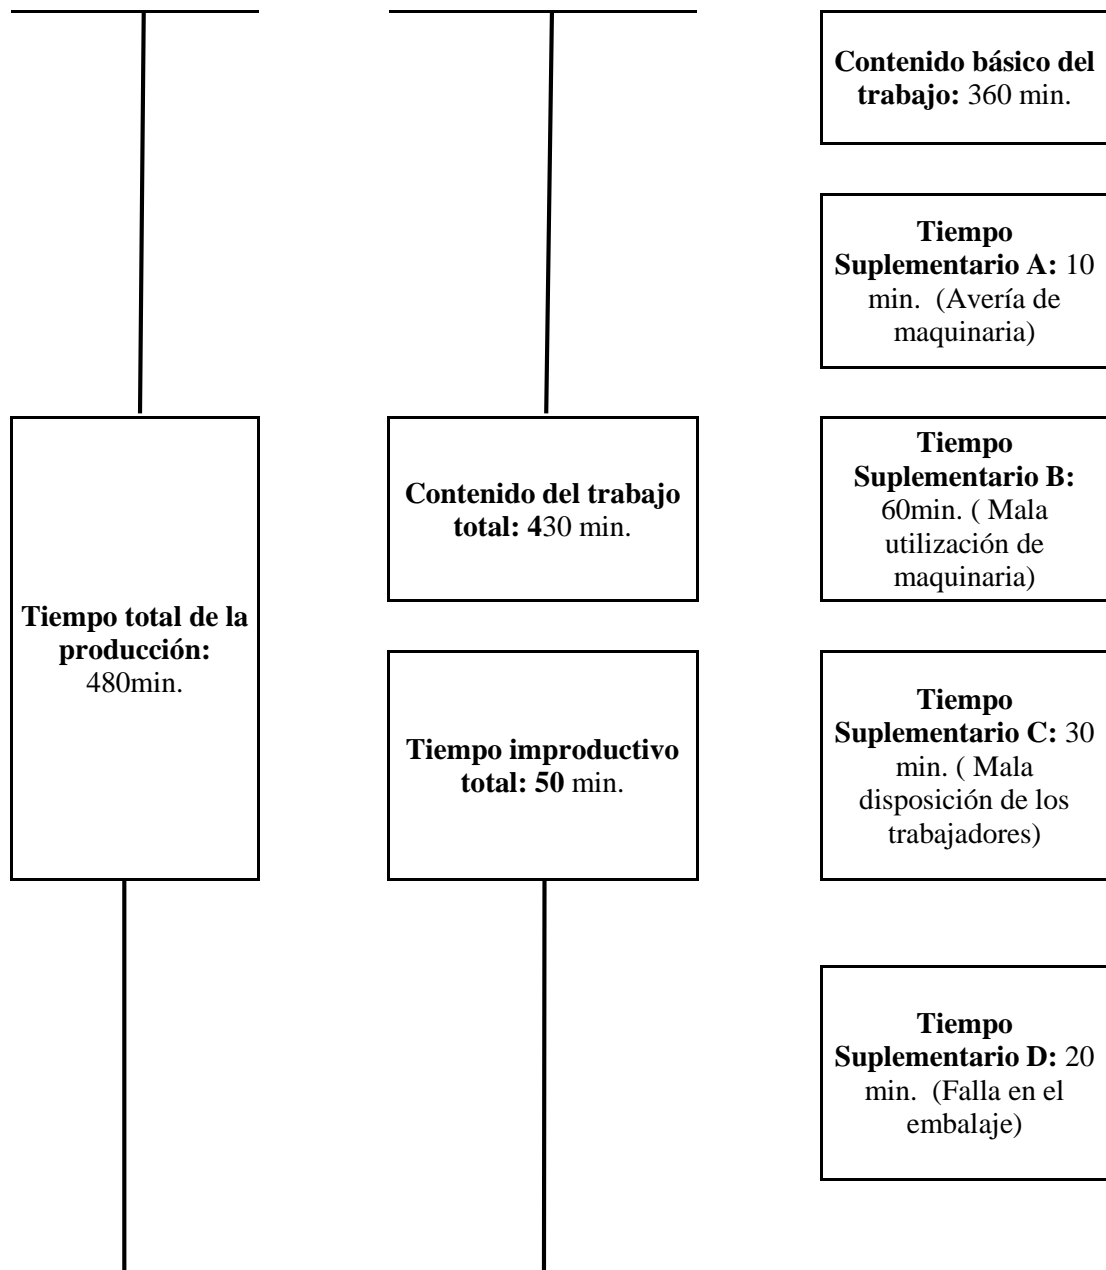 Contenido básico del
trabajo: 360 min.
Tiempo
Suplementario A: 10
min.  (Avería de
maquinaria)
Tiempo total de la
producción:
480min.
Contenido del trabajo
total: 430 min.
Tiempo
Suplementario B:
60min. ( Mala
utilización de
maquinaria)
Tiempo improductivo
total: 50 min.
Tiempo
Suplementario C: 30
min. ( Mala
disposición de los
trabajadores)
Tiempo
Suplementario D: 20
min.  (Falla en el
embalaje)